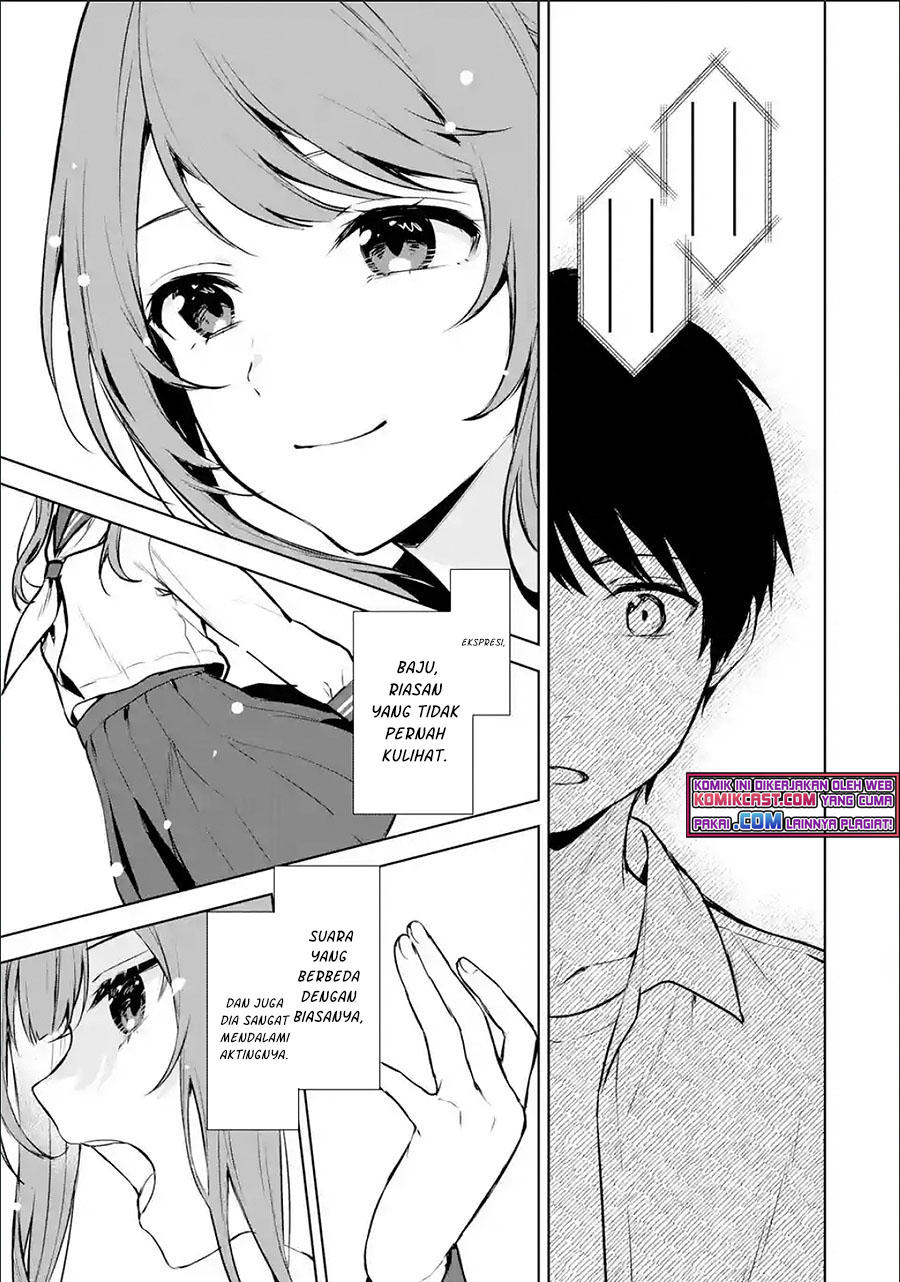 EKSPRESI,
BAJU,
RIASAN
YANG TIDAK
PERNAH
KULIHAT.
KOMIK INI DIKERJAKAN OLEH WEB
KOMIKCAST.COM YANG CUMA
PAKAI .COM LAINNYA PLAGIAT!
SUARA
YANG
BERBEDA
DENGAN
BIASANYA,
DAN JUGA
DIA SANGAT
MENDALAMI
AKTINGNYA.